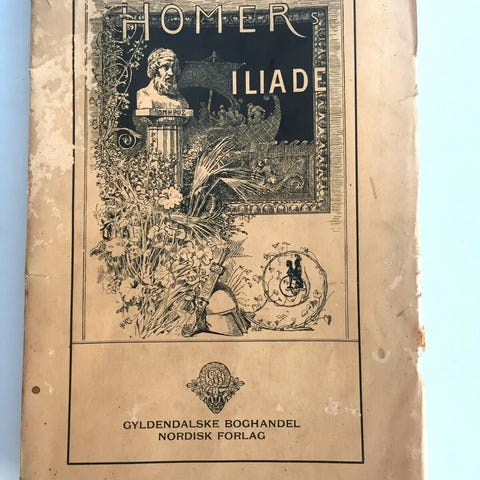 HOMERS
ILIADE
ΟΜΗΡΟΣ
GYLDENDALSKE BOGHANDEL
NORDISK FORLAG